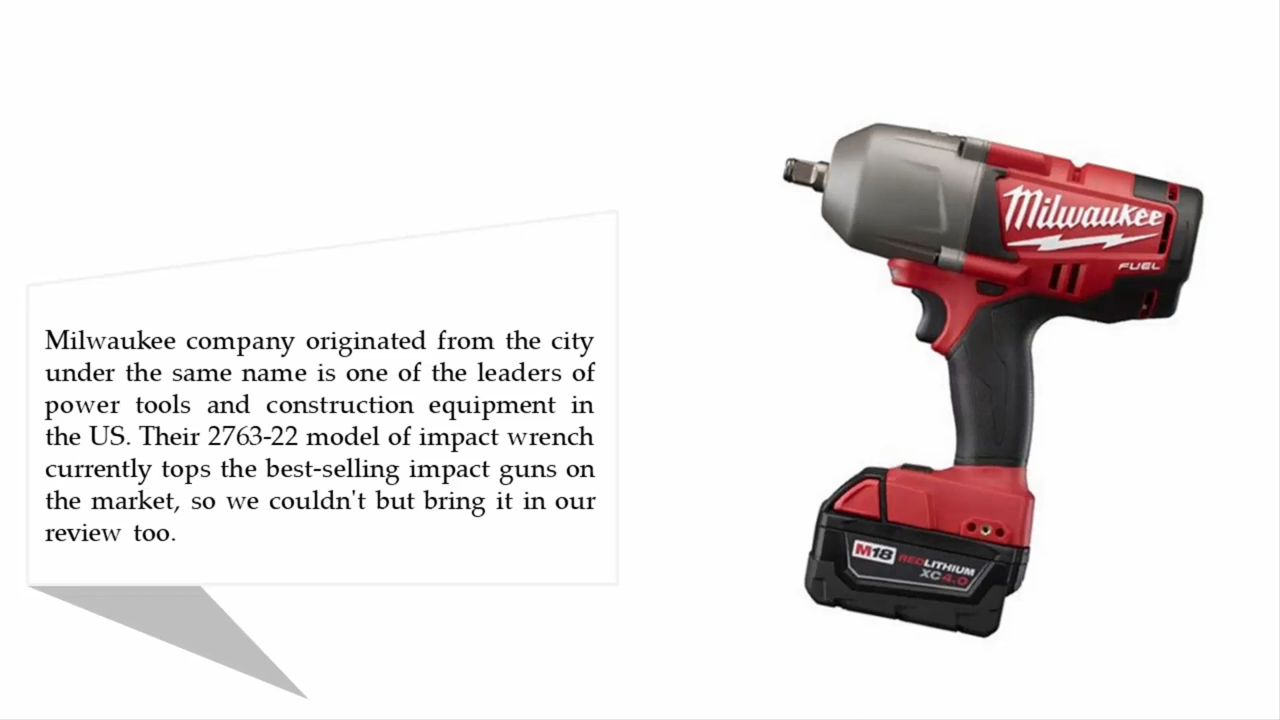 Milwaukee company originated from the city
under the same name is one of the leaders of
power tools and construction equipment in
the US. Their 2763-22 model of impact wrench
currently tops the best-selling impact guns on
the market, so we couldn't but bring it in our
review too.
Milwaukee
FUEL
M18 REDLITHIUM
XC4.0